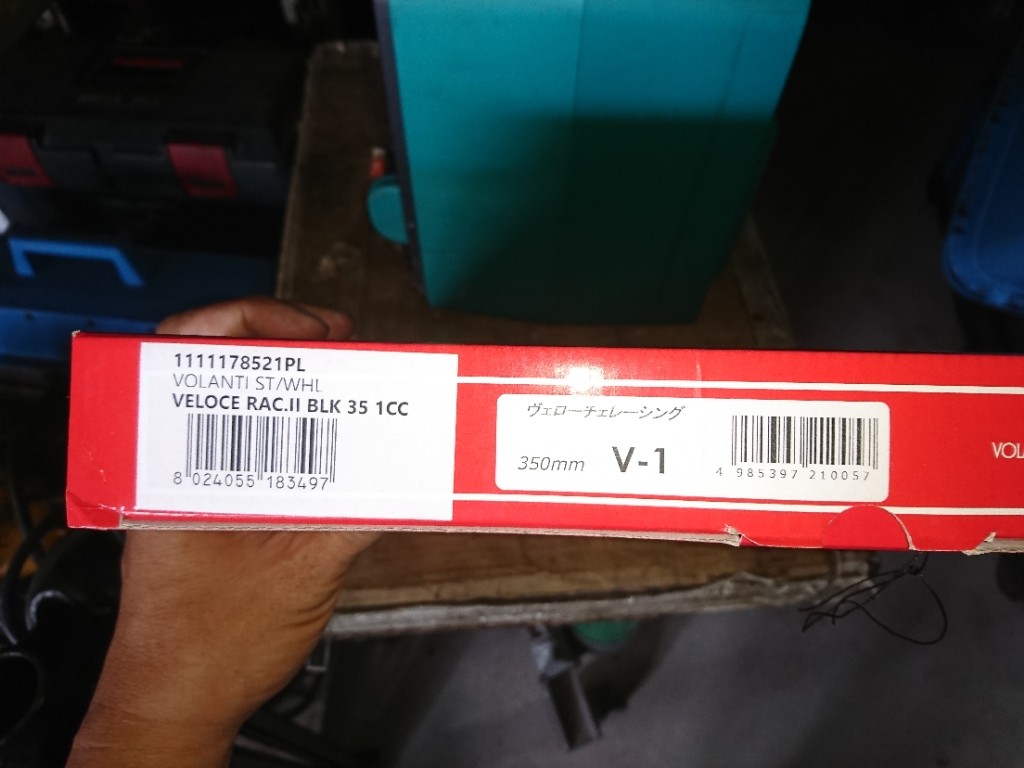 1111178521PL
VOLANTI ST/WHL
VELOCE RAC.II BLK 35 1CC
8 024055 183497
ヴェローチェレーシング
350mm V-1
4 985397 210057
VOLA